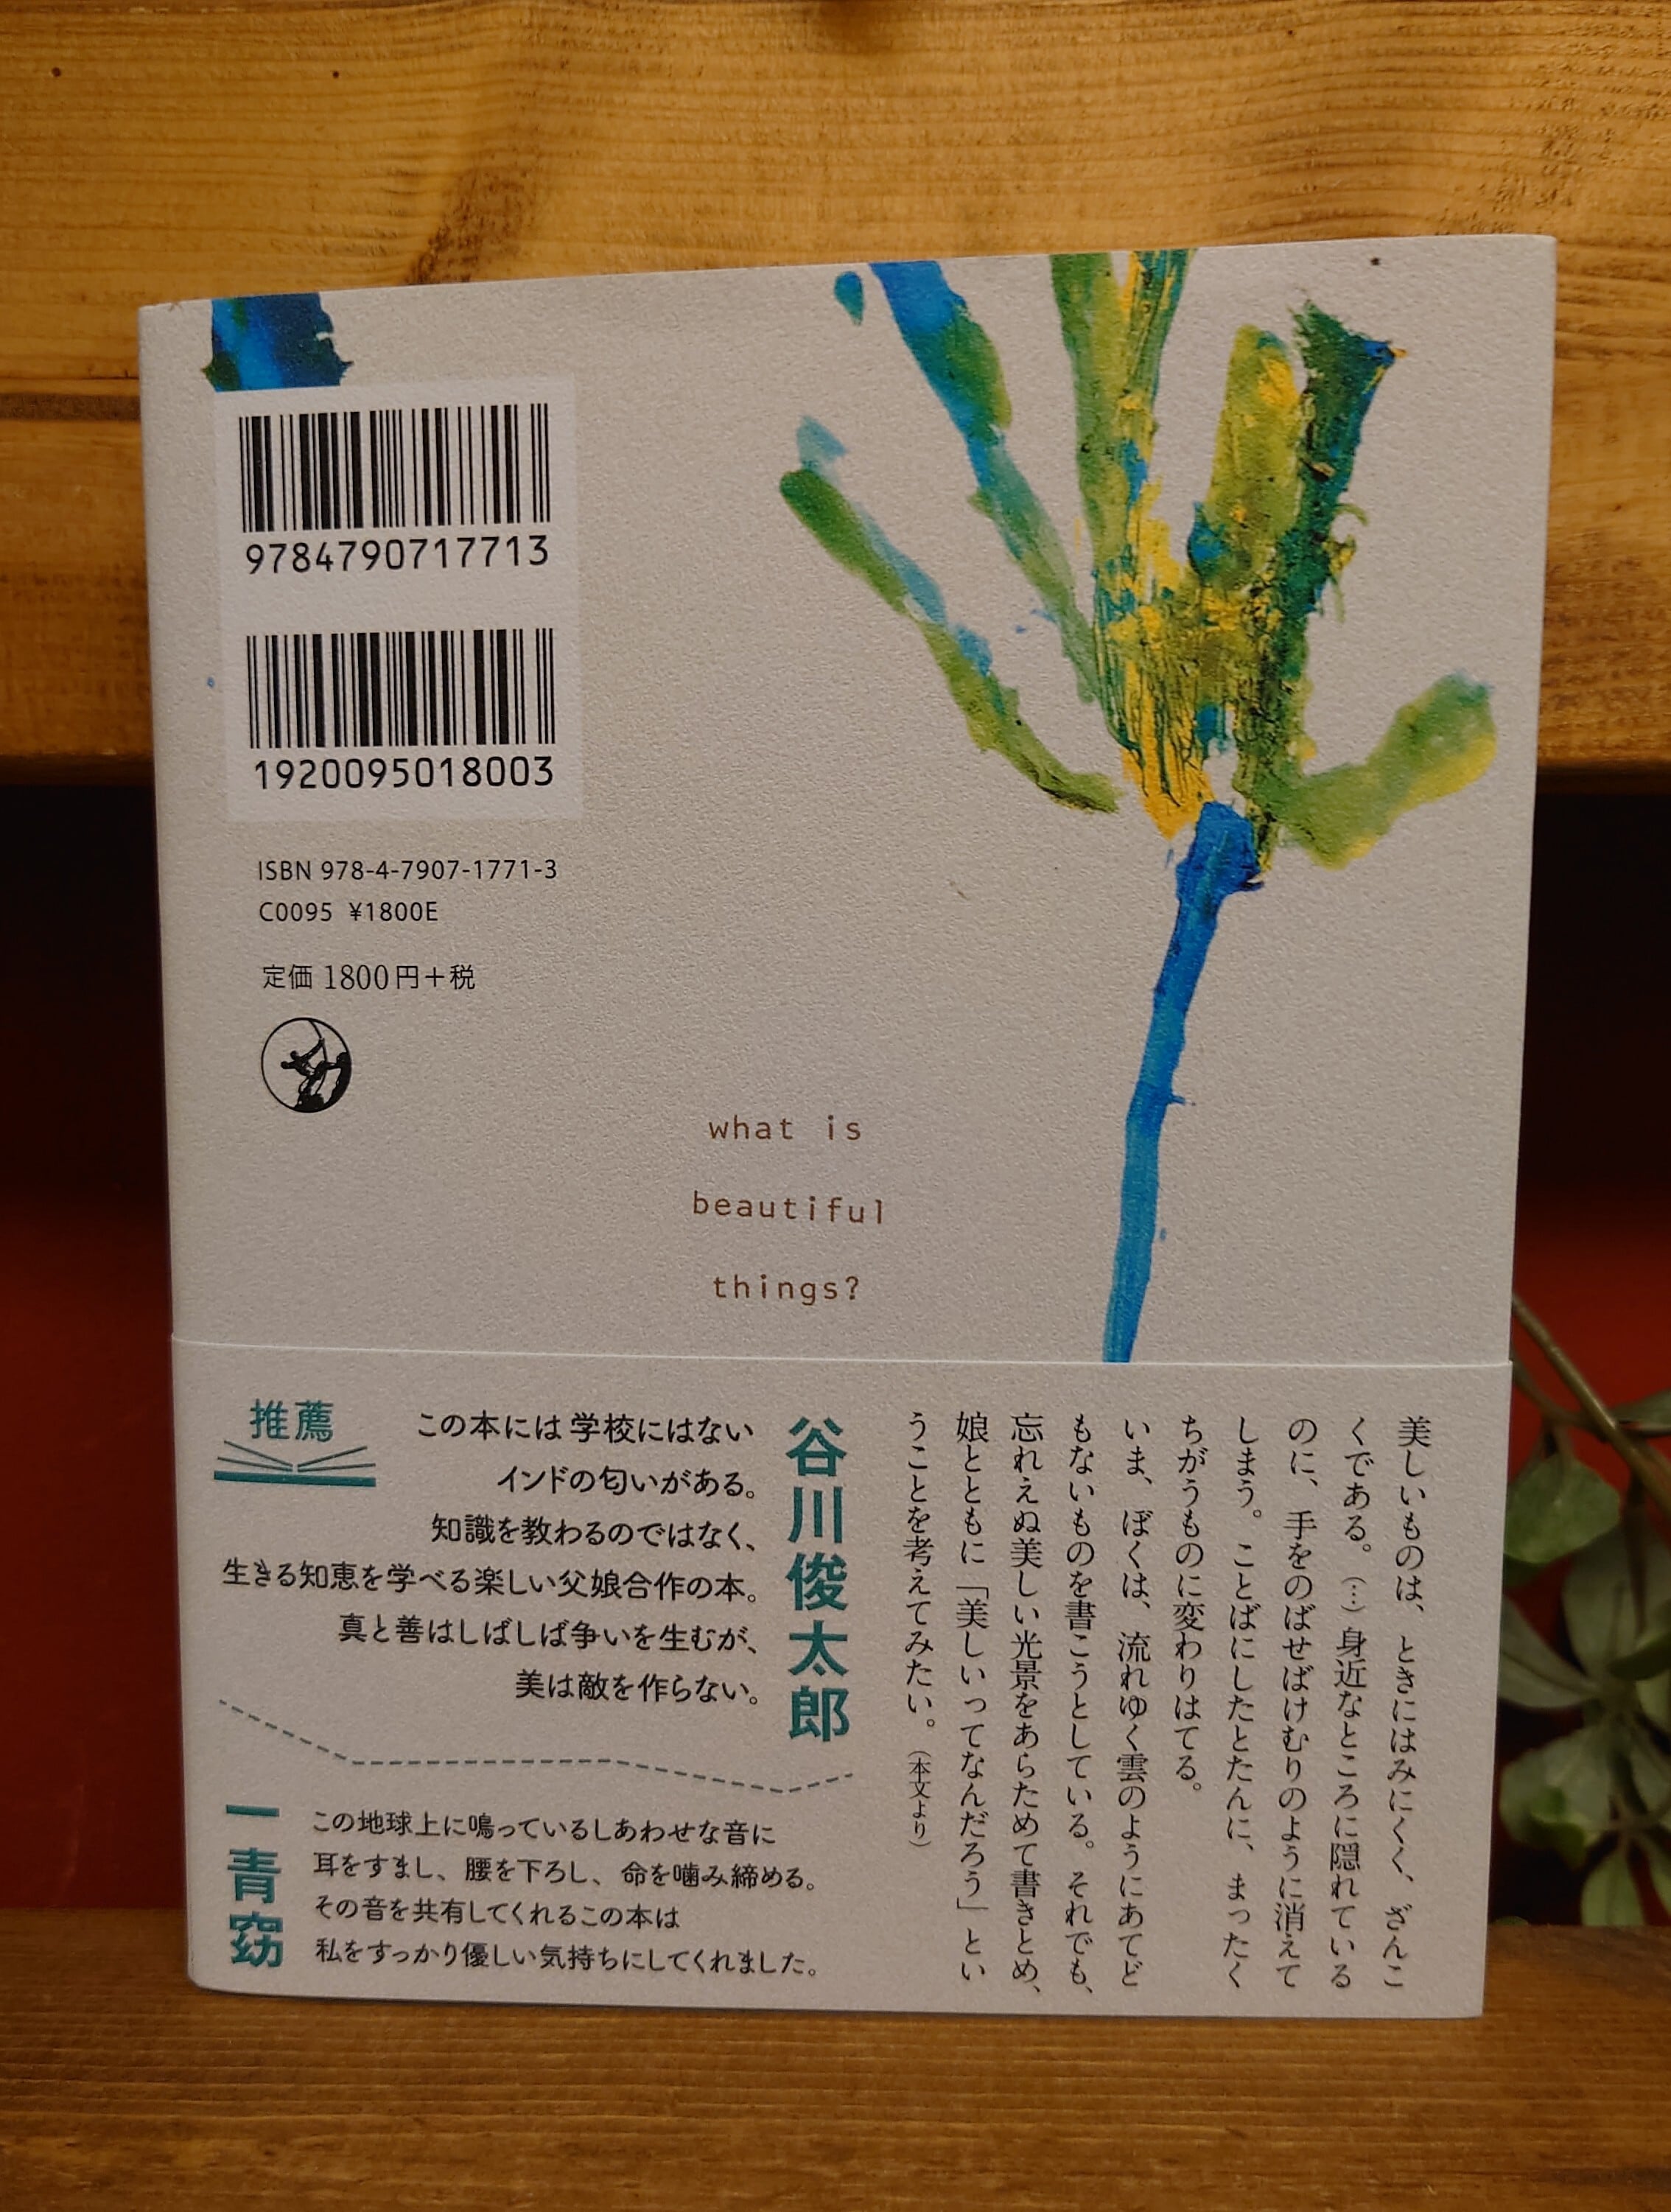 9784790717713
1920095018003
ISBN 978-4-7907-1771-3
C0095 ¥1800E
定価 1800円+税
what is
beautiful
things?
推薦
谷川俊太郎
この本には 学校にはない
インドの匂いがある。
知識を教わるのではなく、
生きる知恵を学べる楽しい父娘合作の本。
真と善はしばしば争いを生むが、
美は敵を作らない。
一青窈
この地球上に鳴っているしあわせな音に
耳をすまし、腰を下ろし、命を噛み締める。
その音を共有してくれるこの本は
私をすっかり優しい気持ちにしてくれました。
美しいものは、ときにはみにくく、ざんこ
くである。(…)身近なところに隠れている
のに、手をのばせばけむりのように消えて
しまう。ことばにしたとたんに、まったく
ちがうものに変わりはてる。
いま、ぼくは、流れゆく雲のようにあてど
もないものを書こうとしている。それでも、
忘れえぬ美しい光景をあらためて書きとめ、
娘とともに「美しいってなんだろう」とい
うことを考えてみたい。(本文より)